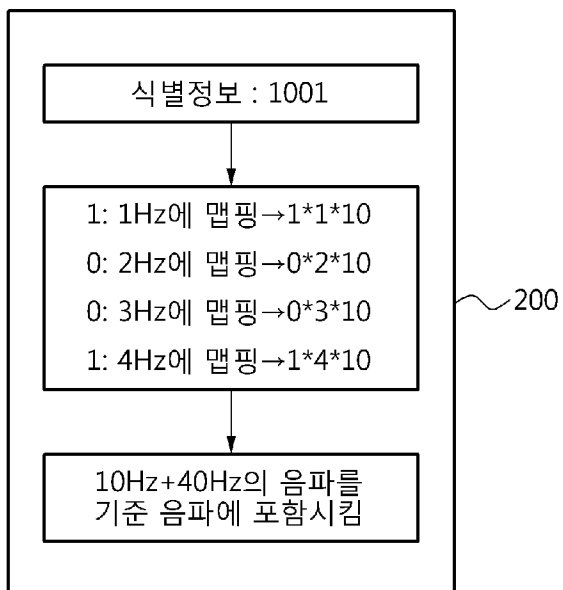 식별정보 : 1001
1: 1Hz에 맵핑→1*1*10
0: 2Hz에 맵핑→0*2*10
0: 3Hz에 맵핑→0*3*10
1: 4Hz에 맵핑→1*4*10
200
10Hz+40Hz의 음파를
기준 음파에 포함시킴